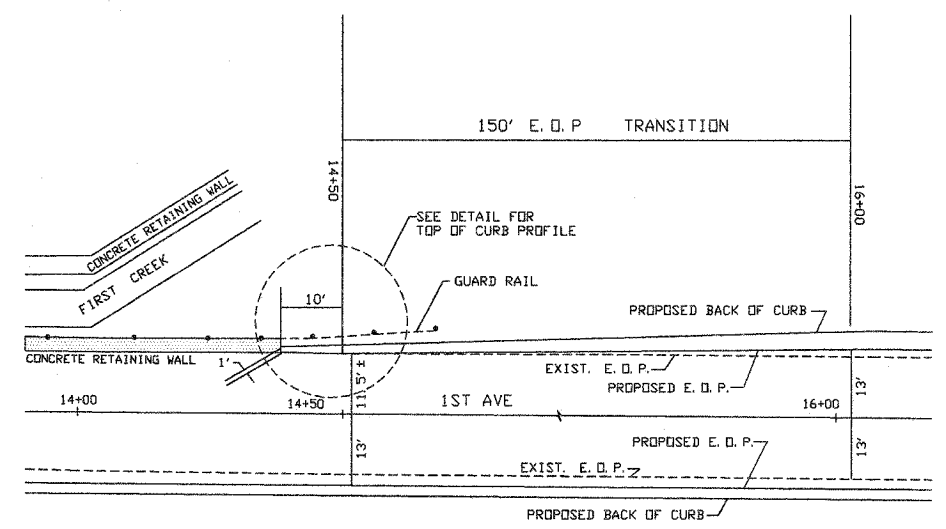 150' E. O. P TRANSITION
14+50
16+00
CONCRETE RETAINING WALL
FIRST CREEK
SEE DETAIL FOR
TOP OF CURB PROFILE
GUARD RAIL
10'
PROPOSED BACK OF CURB
CONCRETE RETAINING WALL
1'
EXIST. E. O. P.
PROPOSED E. O. P.
11.5' ±
13'
14+00
14+50
1ST AVE
16+00
13'
13'
PROPOSED E. O. P.
EXIST. E. O. P.
PROPOSED BACK OF CURB